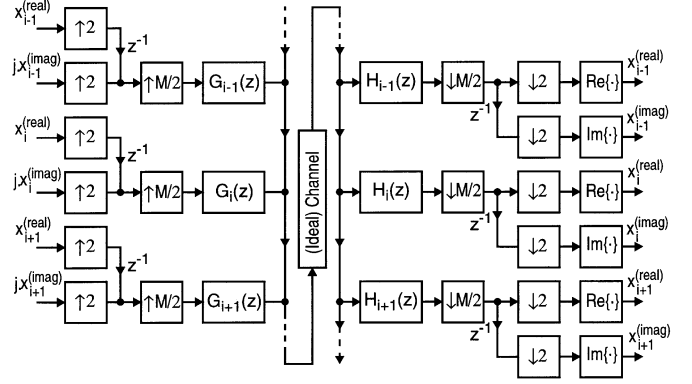 x_{i-1}^{(real)} ↑2 z^{-1}
j.x_{i-1}^{(imag)} ↑2 ↑M/2 G_{i-1}(z)
x_i^{(real)} ↑2 z^{-1}
j.x_i^{(imag)} ↑2 ↑M/2 G_i(z)
x_{i+1}^{(real)} ↑2 z^{-1}
j.x_{i+1}^{(imag)} ↑2 ↑M/2 G_{i+1}(z)
(Ideal) Channel
H_{i-1}(z) ↓M/2 ↓2 Re{·} x_{i-1}^{(real)}
z^{-1} ↓2 Im{·} x_{i-1}^{(imag)}
H_i(z) ↓M/2 ↓2 Re{·} x_i^{(real)}
z^{-1} ↓2 Im{·} x_i^{(imag)}
H_{i+1}(z) ↓M/2 ↓2 Re{·} x_{i+1}^{(real)}
z^{-1} ↓2 Im{·} x_{i+1}^{(imag)}